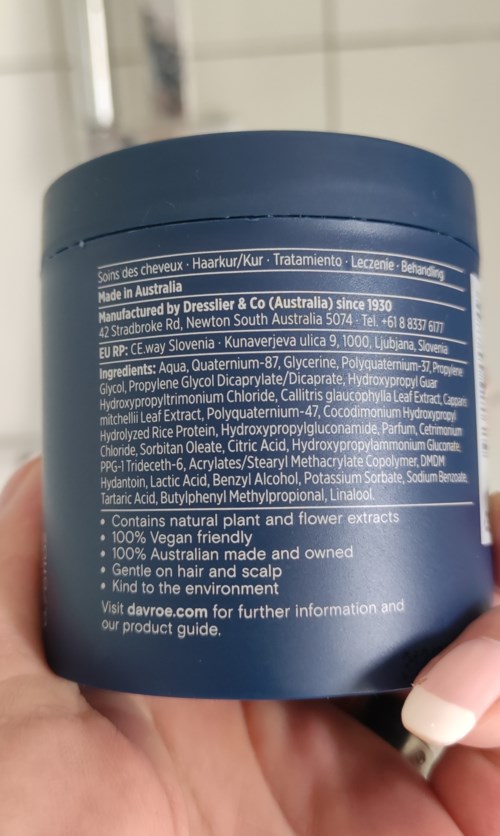 Soins des cheveux · Haarkur/Kur · Tratamiento · Leczenie · Behandling
Made in Australia
Manufactured by Dresslier & Co (Australia) since 1930
42 Stradbroke Rd, Newton South Australia 5074 · Tel. +61 8 8337 6177
EU RP: CE.way Slovenia · Kunaverjeva ulica 9, 1000, Ljubjana, Slovenia
Ingredients: Aqua, Quaternium-87, Glycerine, Polyquaternium-37, Propylene
Glycol, Propylene Glycol Dicaprylate/Dicaprate, Hydroxypropyl Guar
Hydroxypropyltrimonium Chloride, Callitris glaucophylla Leaf Extract, Capparis
mitchellii Leaf Extract, Polyquaternium-47, Cocodimonium Hydroxypropyl
Hydrolyzed Rice Protein, Hydroxypropylgluconamide, Parfum, Cetrimonium
Chloride, Sorbitan Oleate, Citric Acid, Hydroxypropylammonium Gluconate,
PPG-1 Trideceth-6, Acrylates/Stearyl Methacrylate Copolymer, DMDM
Hydantoin, Lactic Acid, Benzyl Alcohol, Potassium Sorbate, Sodium Benzoate,
Tartaric Acid, Butylphenyl Methylpropional, Linalool.
• Contains natural plant and flower extracts
• 100% Vegan friendly
• 100% Australian made and owned
• Gentle on hair and scalp
• Kind to the environment
Visit davroe.com for further information and
our product guide.